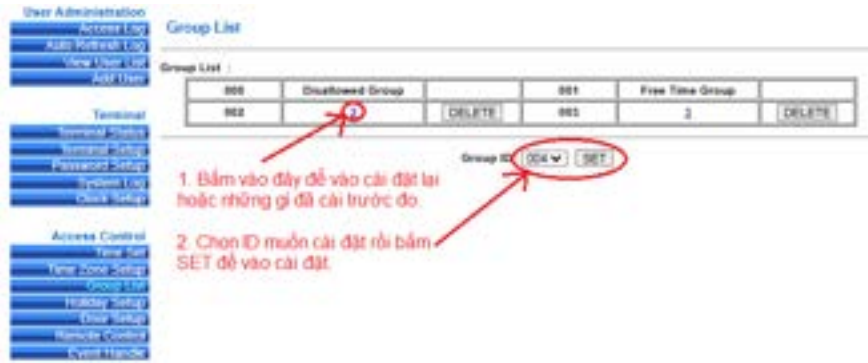 User Administration
Access Log
Auto Refresh Log
View User List
Add User
Terminal
Terminal Status
Terminal Setup
Password Setup
System Log
Clock Setup
Access Control
Time Set
Time Zone Setup
Group List
Holiday Setup
Door Setup
Remote Control
Event Handle
Group List
Group List :
000 Disallowed Group 001 Free Time Group
002 2 DELETE 003 3 DELETE
Group ID 004 SET
1. Bấm vào đây để vào cài đặt lại
hoặc những gì đã cài trước đo.
2. Chọn ID muốn cài đặt rồi bấm
SET để vào cài đặt.